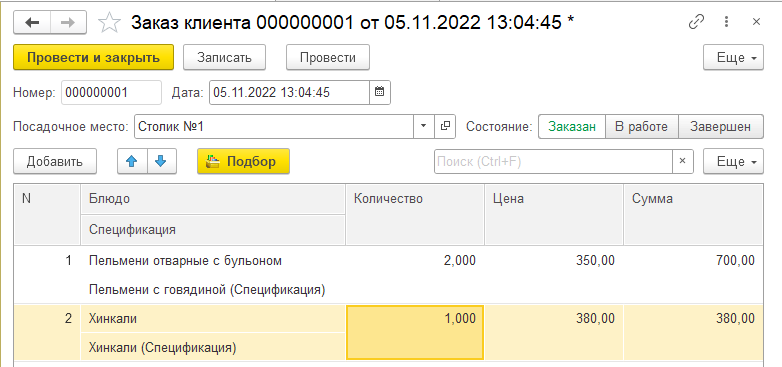 Заказ клиента 000000001 от 05.11.2022 13:04:45 *
Провести и закрыть Записать Провести Еще
Номер: 000000001 Дата: 05.11.2022 13:04:45
Посадочное место: Столик №1 Состояние: Заказан В работе Завершен
Добавить Подбор Поиск (Ctrl+F) × Еще
N Блюдо Количество Цена Сумма
Спецификация
1 Пельмени отварные с бульоном 2,000 350,00 700,00
Пельмени с говядиной (Спецификация)
2 Хинкали 1,000 380,00 380,00
Хинкали (Спецификация)